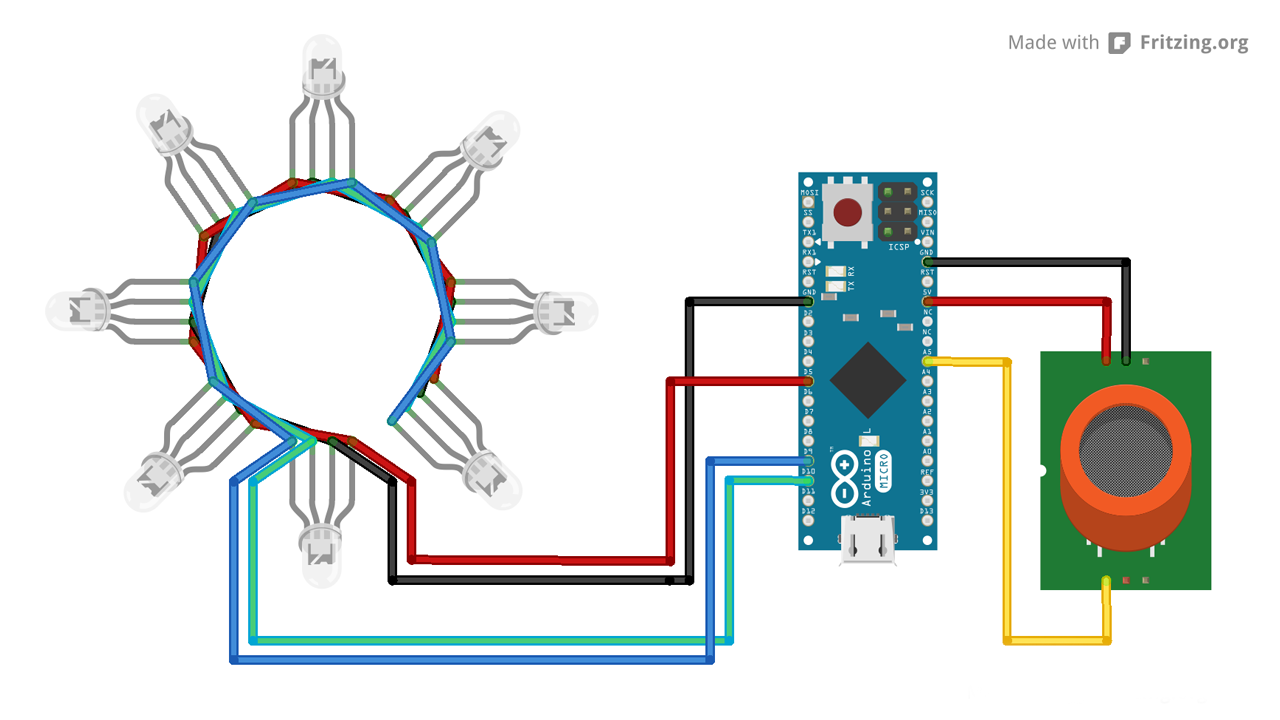 Made with Fritzing.org
MOSI
SS
TX1
RX1
RST
GND
D2
D3
D4
D5
D6
D7
D8
D9
D10
D11
D12
SCK
MISO
VIN
GND
RST
5V
NC
NC
A5
A4
A3
A2
A1
A0
REF
3V3
D13
ICSP
RX
TX
L
Arduino
MICRO
TM